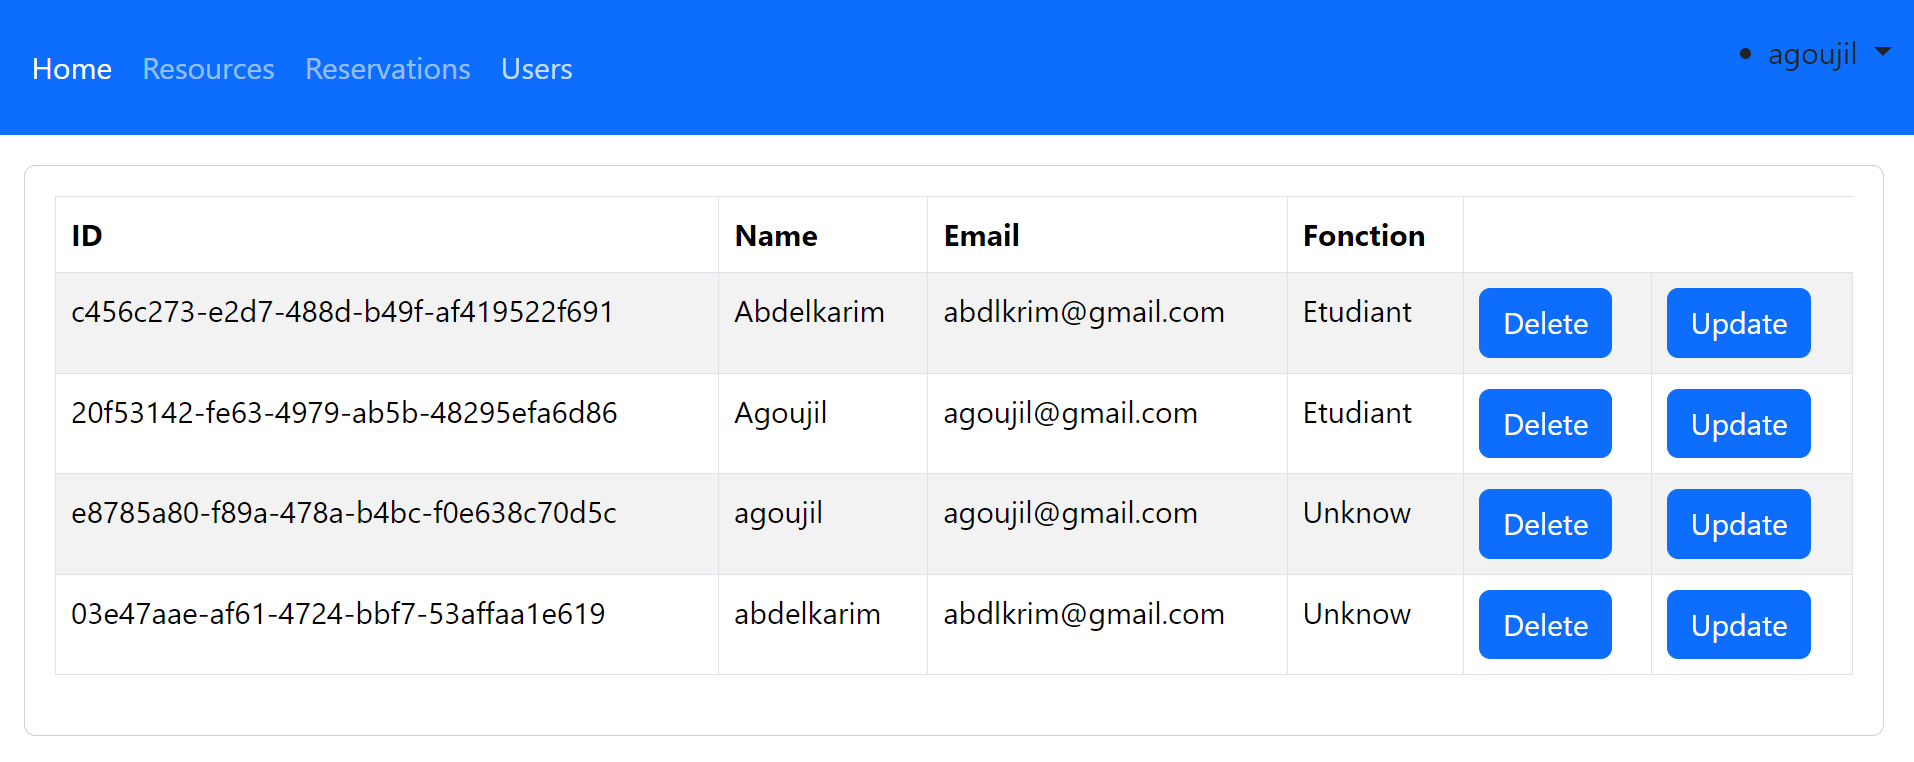 Home Resources Reservations Users
agoujil
ID Name Email Fonction
c456c273-e2d7-488d-b49f-af419522f691 Abdelkarim abdlkrim@gmail.com Etudiant Delete Update
20f53142-fe63-4979-ab5b-48295efa6d86 Agoujil agoujil@gmail.com Etudiant Delete Update
e8785a80-f89a-478a-b4bc-f0e638c70d5c agoujil agoujil@gmail.com Unknow Delete Update
03e47aae-af61-4724-bbf7-53affaa1e619 abdelkarim abdlkrim@gmail.com Unknow Delete Update